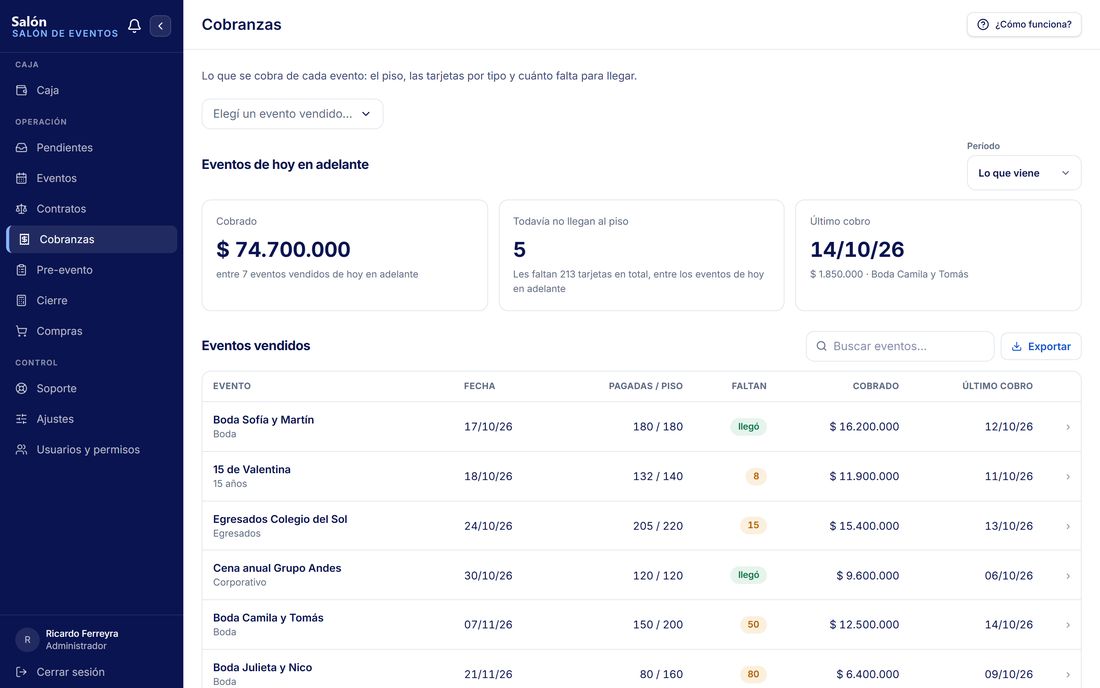 Salón
SALÓN DE EVENTOS
CAJA
Caja
OPERACIÓN
Pendientes
Eventos
Contratos
Cobranzas
Pre-evento
Cierre
Compras
CONTROL
Soporte
Ajustes
Usuarios y permisos
R
Ricardo Ferreyra
Administrador
Cerrar sesión
Cobranzas
¿Cómo funciona?
Lo que se cobra de cada evento: el piso, las tarjetas por tipo y cuánto falta para llegar.
Elegí un evento vendido...
Eventos de hoy en adelante
Período
Lo que viene
Cobrado
$ 74.700.000
entre 7 eventos vendidos de hoy en adelante
Todavía no llegan al piso
5
Les faltan 213 tarjetas en total, entre los eventos de hoy
en adelante
Último cobro
14/10/26
$ 1.850.000 · Boda Camila y Tomás
Eventos vendidos
Buscar eventos...
Exportar
EVENTO FECHA PAGADAS / PISO FALTAN COBRADO ÚLTIMO COBRO
Boda Sofía y Martín
Boda
17/10/26 180 / 180 llegó $ 16.200.000 12/10/26
15 de Valentina
15 años
18/10/26 132 / 140 8 $ 11.900.000 11/10/26
Egresados Colegio del Sol
Egresados
24/10/26 205 / 220 15 $ 15.400.000 13/10/26
Cena anual Grupo Andes
Corporativo
30/10/26 120 / 120 llegó $ 9.600.000 06/10/26
Boda Camila y Tomás
Boda
07/11/26 150 / 200 50 $ 12.500.000 14/10/26
Boda Julieta y Nico
Boda
21/11/26 80 / 160 80 $ 6.400.000 09/10/26